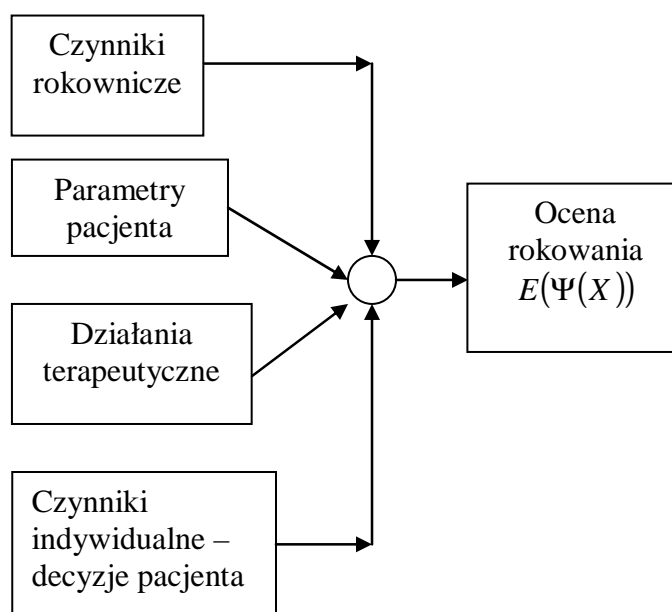 Czynniki
rokownicze
Parametry
pacjenta
Działania
terapeutyczne
Czynniki
indywidualne –
decyzje pacjenta
Ocena
rokowania
E(Ψ(X))